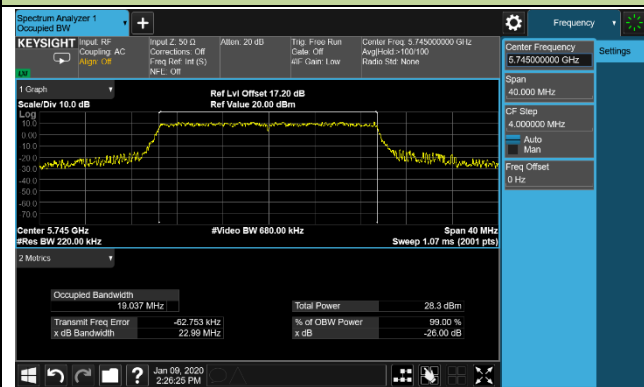 Spectrum Analyzer 1
Occupied BW
Frequency
KEYSIGHT
Input: RF
Coupling: AC
Align: Off
Input Z: 50 Ω
Corrections: Off
Freq Ref: Int (S)
NFE: Off
Atten: 20 dB
Trig: Free Run
Gate: Off
#IF Gain: Low
Center Freq: 5.745000000 GHz
Avg|Hold:>100/100
Radio Std: None
LXI
Center Frequency
5.745000000 GHz
Settings
Span
40.000 MHz
CF Step
4.000000 MHz
Auto
Man
Freq Offset
0 Hz
1 Graph
Scale/Div 10.0 dB
Ref Lvl Offset 17.20 dB
Ref Value 20.00 dBm
Log
10.0
0.00
-10.0
-20.0
-30.0
-40.0
-50.0
-60.0
-70.0
Center 5.745 GHz
#Res BW 220.00 kHz
#Video BW 680.00 kHz
Span 40 MHz
Sweep 1.07 ms (2001 pts)
2 Metrics
Occupied Bandwidth
19.037 MHz
Total Power 28.3 dBm
Transmit Freq Error -62.753 kHz
% of OBW Power 99.00 %
x dB Bandwidth 22.99 MHz
x dB -26.00 dB
Jan 09, 2020
2:26:25 PM